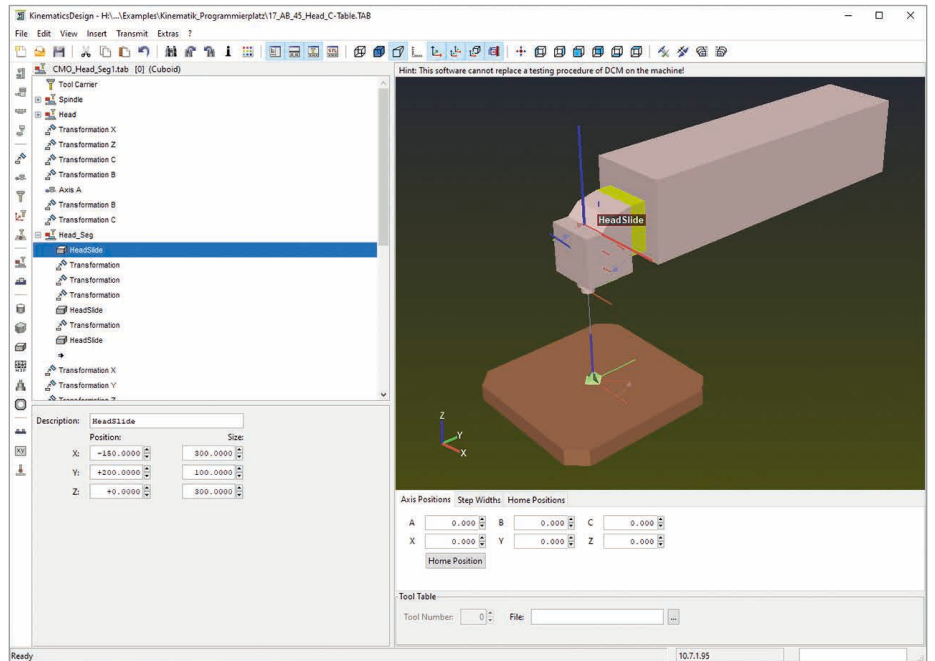 KinematicsDesign - H:\...\Examples\Kinematik_Programmierplatz\17_AB_45_Head_C-Table.TAB
File Edit View Insert Transmit Extras ?
CMO_Head_Seg1.tab [0] (Cuboid)
Tool Carrier
Spindle
Head
Transformation X
Transformation Z
Transformation C
Transformation B
Axis A
Transformation B
Transformation C
Head_Seg
HeadSlide
Transformation
Transformation
Transformation
HeadSlide
Transformation
HeadSlide
Transformation X
Transformation Y
Transformation Z
Description: HeadSlide
Position: Size:
X: -150.0000 300.0000
Y: +200.0000 100.0000
Z: +0.0000 300.0000
Hint: This software cannot replace a testing procedure of DCM on the machine!
HeadSlide
Z
Y
X
Axis Positions Step Widths Home Positions
A 0.000 B 0.000 C 0.000
X 0.000 Y 0.000 Z 0.000
Home Position
Tool Table
Tool Number: 0 File: ...
Ready 10.7.1.95